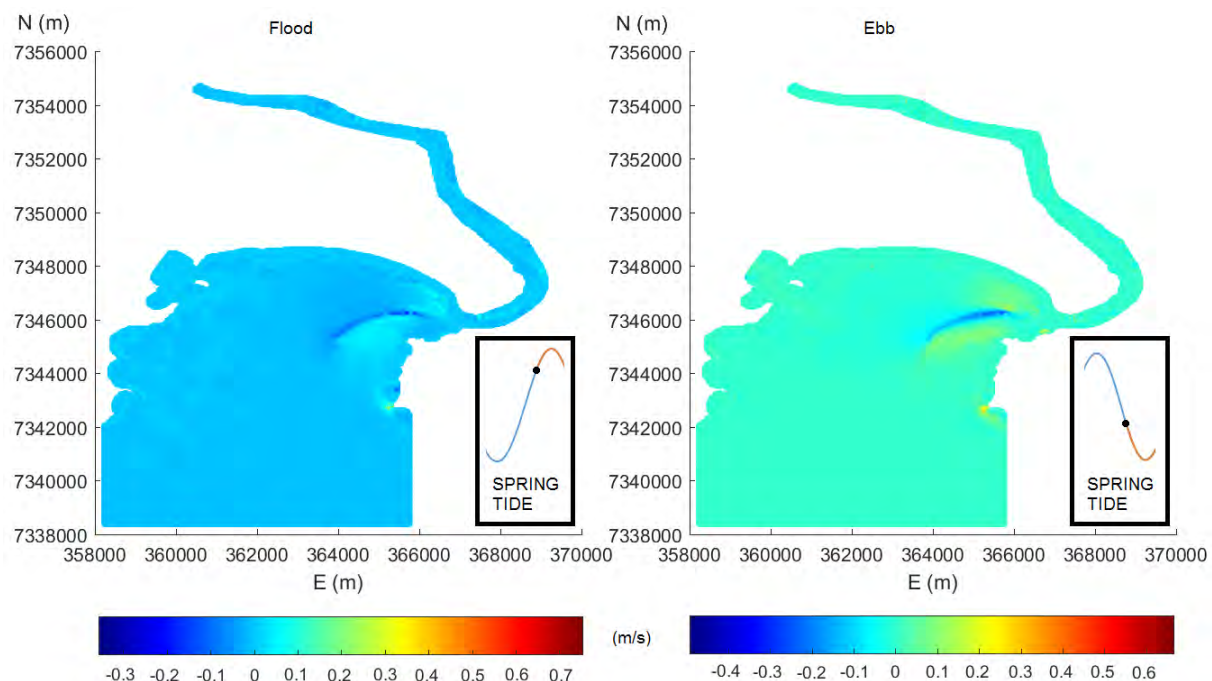 N (m)
Flood
7356000
7354000
7352000
7350000
7348000
7346000
7344000
7342000
7340000
7338000
358000 360000 362000 364000 366000 368000 370000
E (m)
SPRING
TIDE
-0.3 -0.2 -0.1 0 0.1 0.2 0.3 0.4 0.5 0.6 0.7
(m/s)
N (m)
Ebb
7356000
7354000
7352000
7350000
7348000
7346000
7344000
7342000
7340000
7338000
358000 360000 362000 364000 366000 368000 370000
E (m)
SPRING
TIDE
-0.4 -0.3 -0.2 -0.1 0 0.1 0.2 0.3 0.4 0.5 0.6